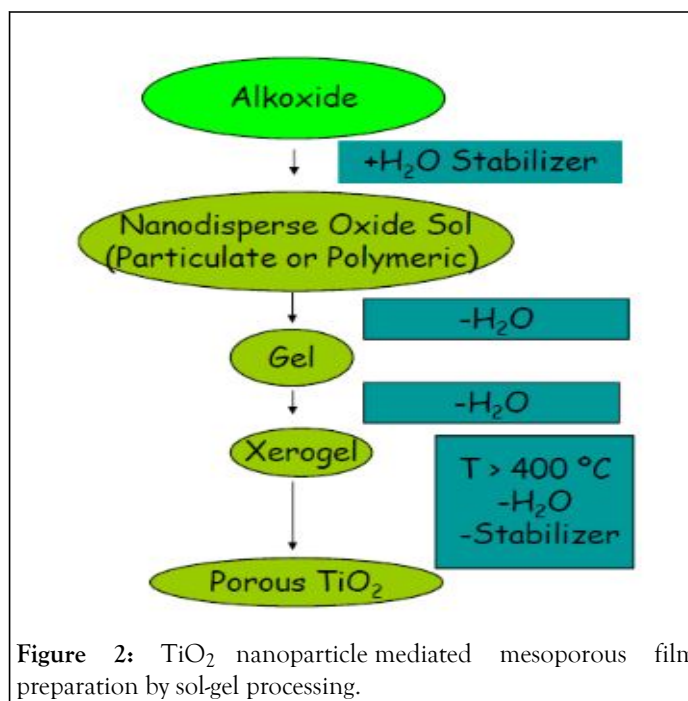 Alkoxide
+H₂O Stabilizer
Nanodisperse Oxide Sol
(Particulate or Polymeric)
-H₂O
Gel
-H₂O
Xerogel
T > 400 °C
-H₂O
-Stabilizer
Porous TiO₂
Figure 2: TiO₂ nanoparticle mediated mesoporous film
preparation by sol-gel processing.